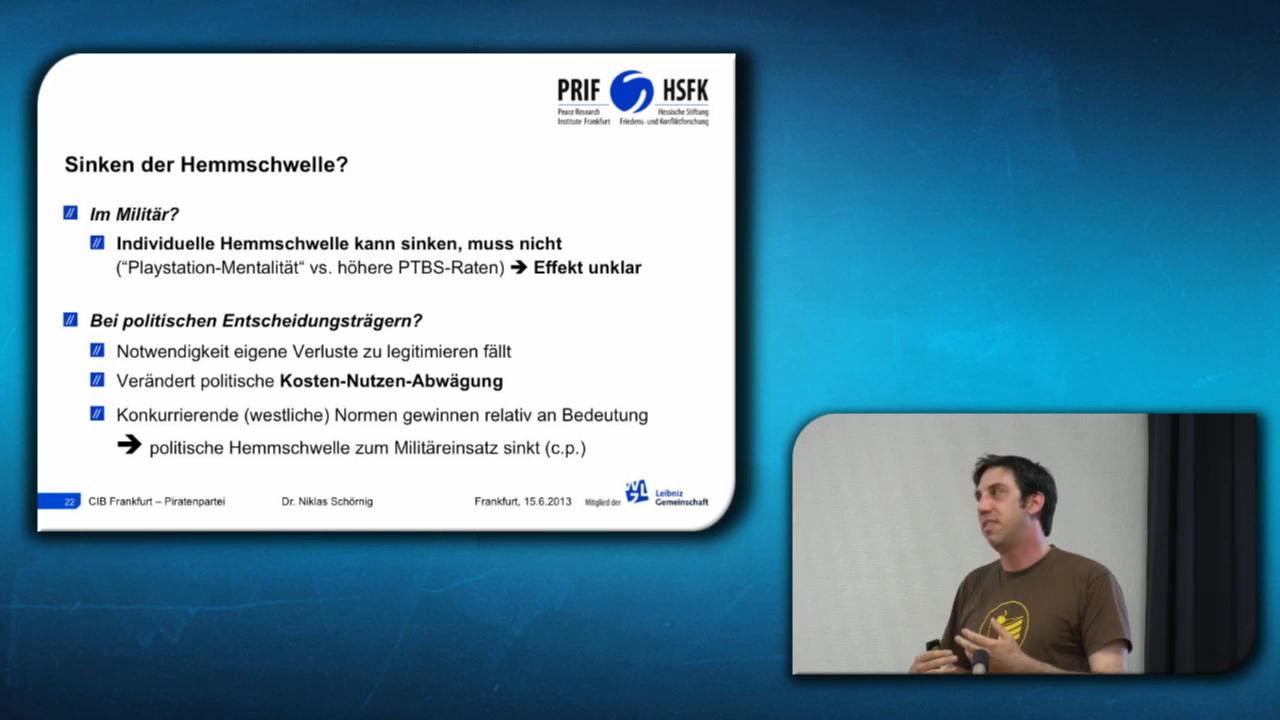 PRIF HSFK
Peace Research Hessische Stiftung
Institute Frankfurt Friedens- und Konfliktforschung
Sinken der Hemmschwelle?
Im Militär?
Individuelle Hemmschwelle kann sinken, muss nicht
(“Playstation-Mentalität“ vs. höhere PTBS-Raten) ➔ Effekt unklar
Bei politischen Entscheidungsträgern?
Notwendigkeit eigene Verluste zu legitimieren fällt
Verändert politische Kosten-Nutzen-Abwägung
Konkurrierende (westliche) Normen gewinnen relativ an Bedeutung
➔ politische Hemmschwelle zum Militäreinsatz sinkt (c.p.)
22 CIB Frankfurt – Piratenpartei Dr. Niklas Schörnig Frankfurt, 15.6.2013 Mitglied der Leibniz
Gemeinschaft